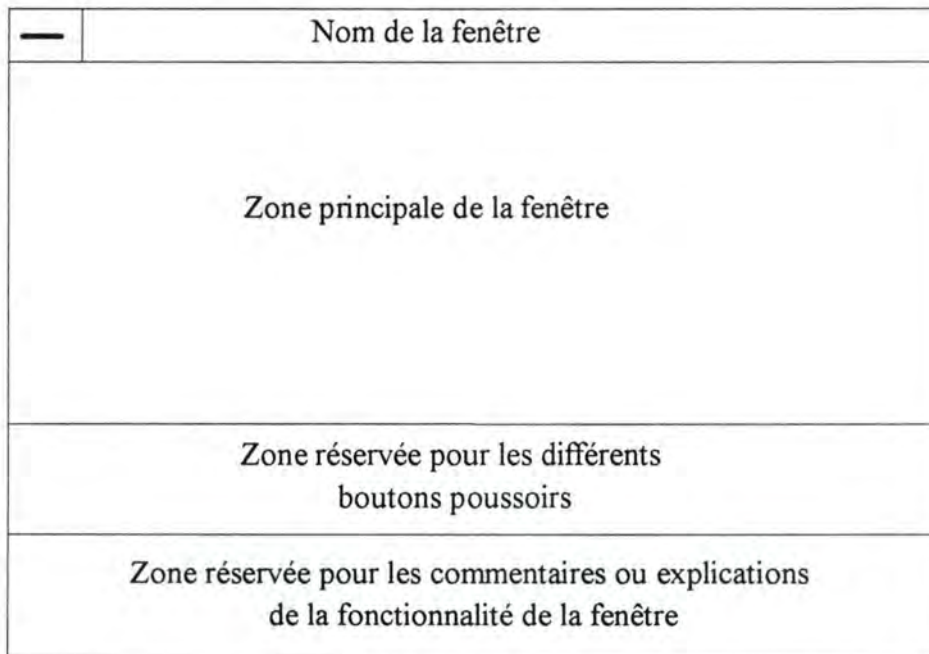 Nom de la fenêtre
Zone principale de la fenêtre
Zone réservée pour les différents
boutons poussoirs
Zone réservée pour les commentaires ou explications
de la fonctionnalité de la fenêtre